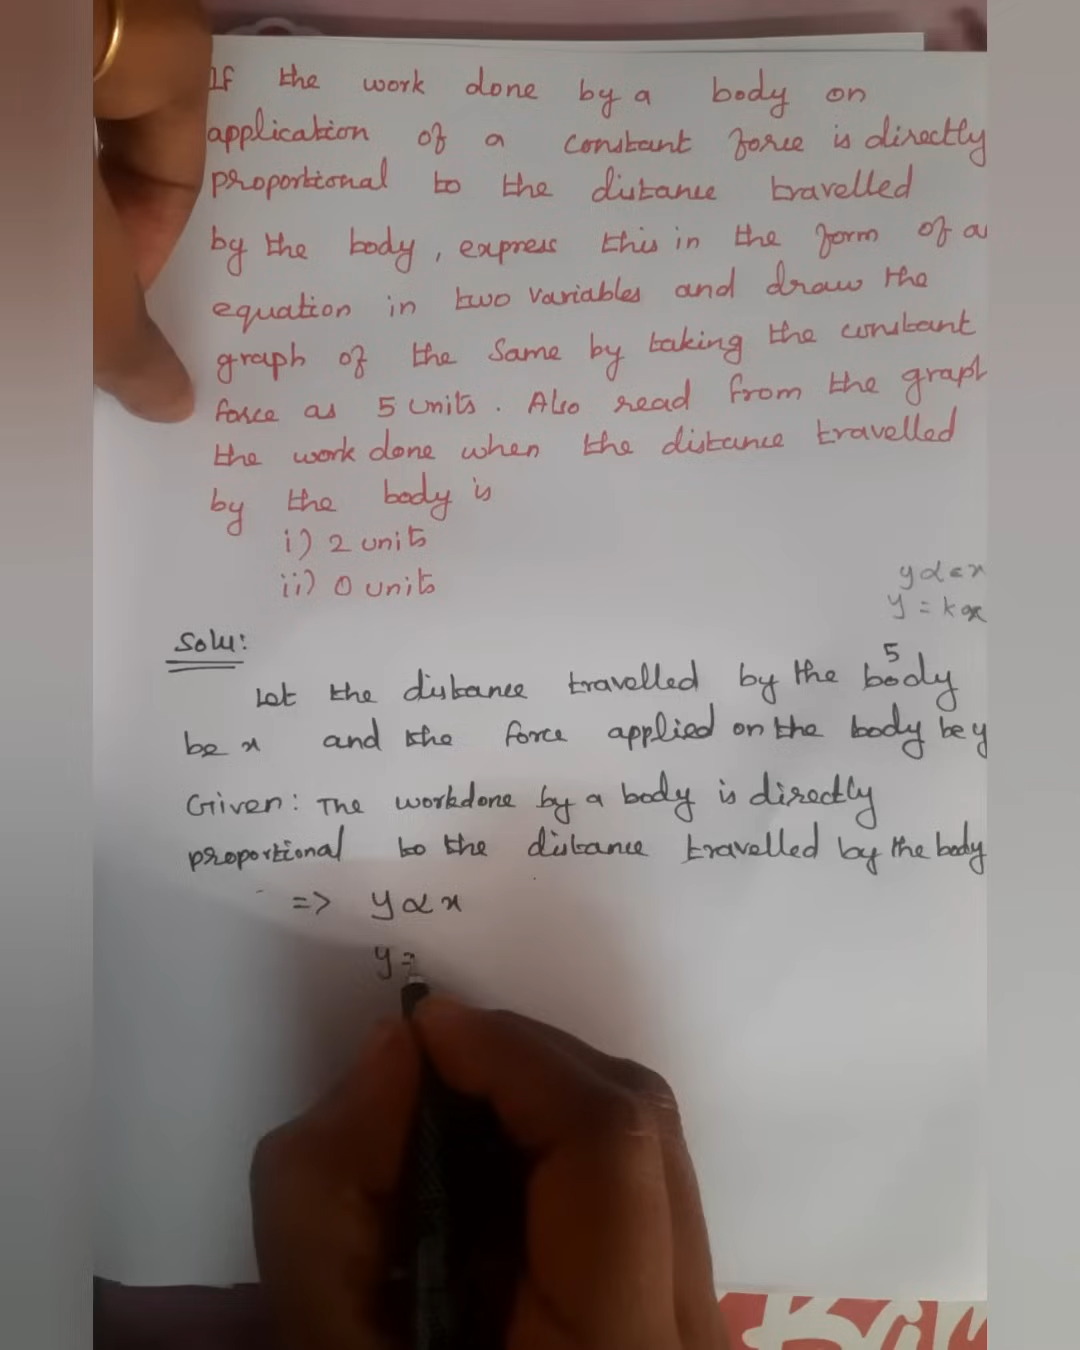 If the work done by a body on
application of a constant force is directly
proportional to the distance travelled
by the body, express this in the form of a
equation in two variables and draw the
graph of the same by taking the constant
force as 5 units. Also read from the graph
the work done when the distance travelled
by the body is
i) 2 units
ii) 0 units
y α x
y = kx
5
Solu:
Let the distance travelled by the body
be x and the force applied on the body be y
Given: The workdone by a body is directly
proportional to the distance travelled by the body
=> y α x
y =